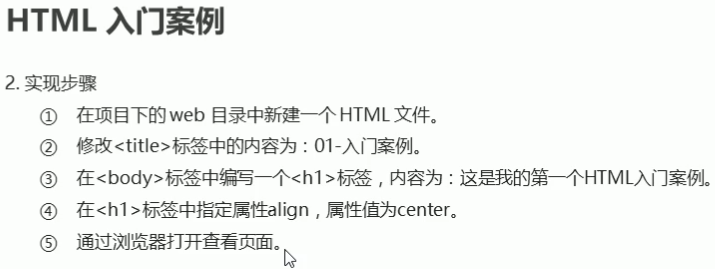 HTML 入门案例
2. 实现步骤
① 在项目下的 web 目录中新建一个 HTML 文件。
② 修改<title>标签中的内容为：01-入门案例。
③ 在<body>标签中编写一个<h1>标签，内容为：这是我的第一个HTML入门案例。
④ 在<h1>标签中指定属性align，属性值为center。
⑤ 通过浏览器打开查看页面。